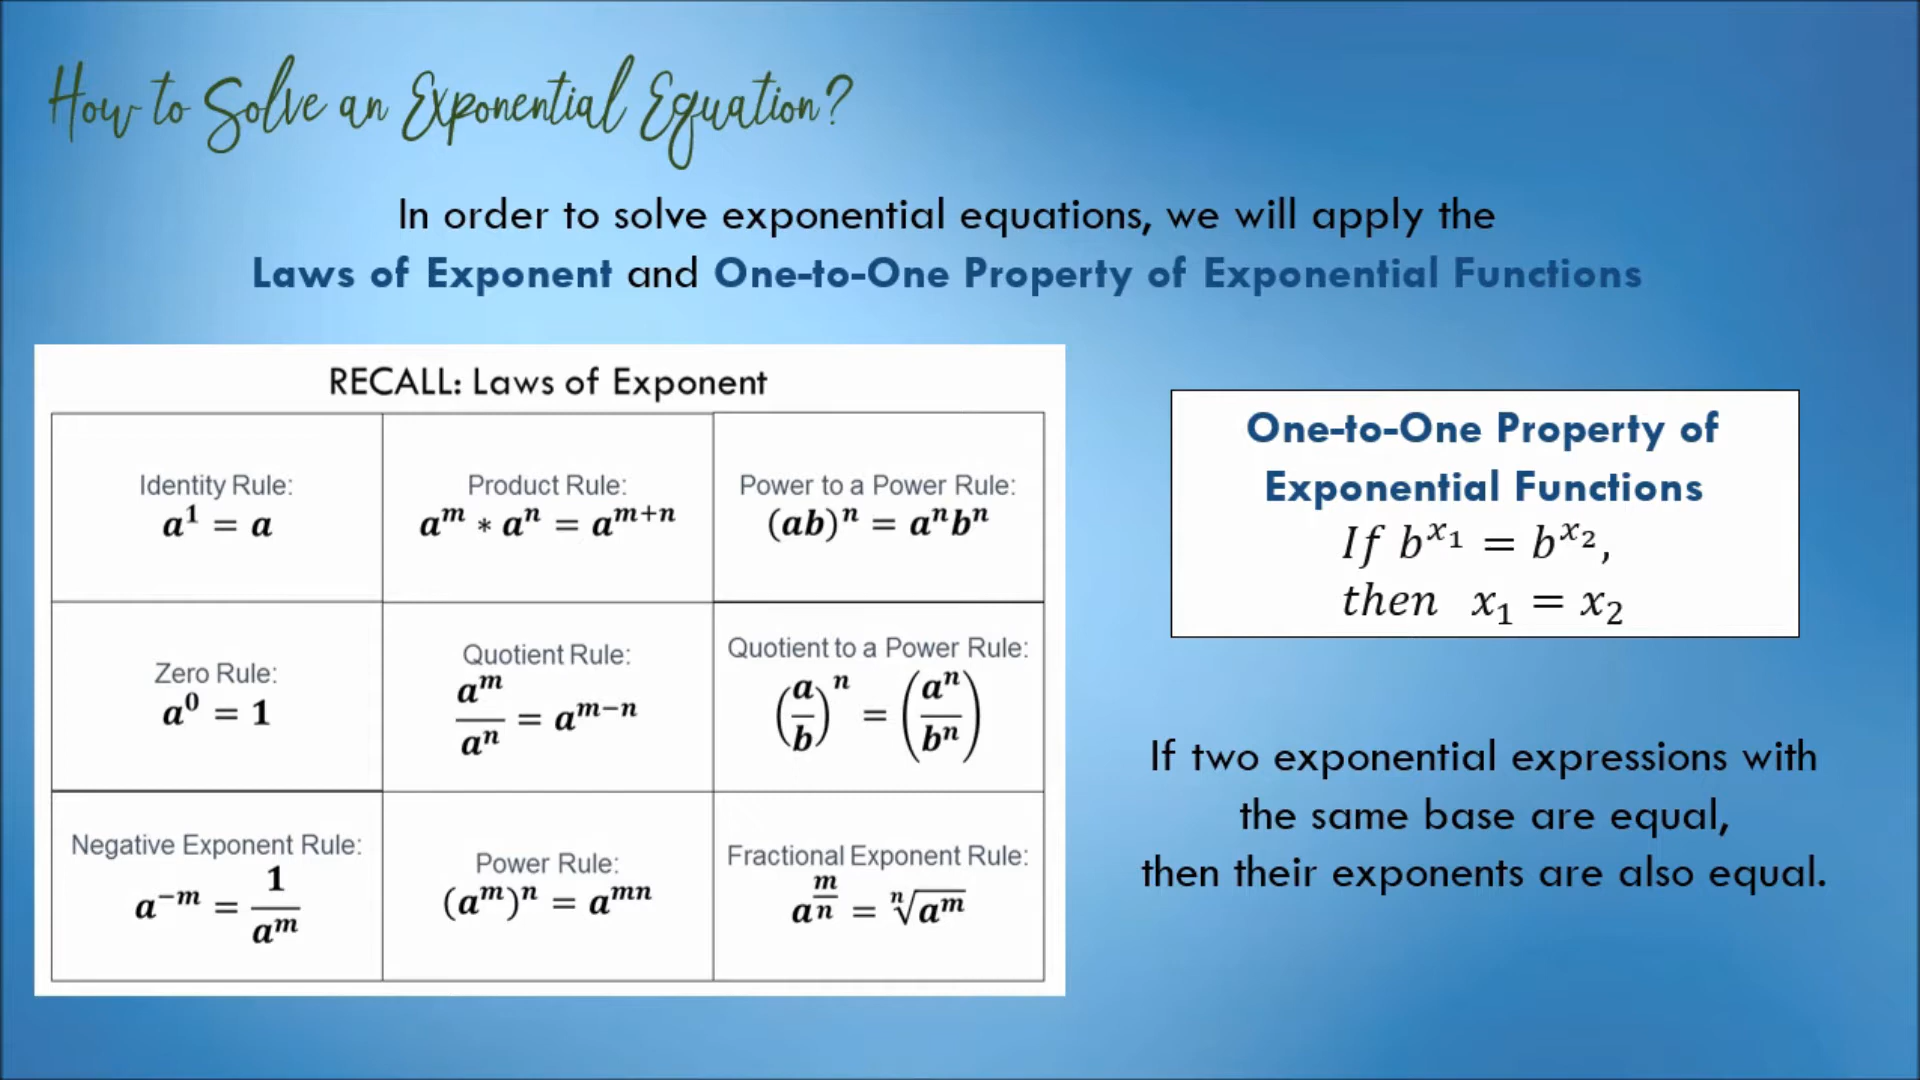 How to Solve an Exponential Equation?
In order to solve exponential equations, we will apply the
Laws of Exponent and One-to-One Property of Exponential Functions
RECALL: Laws of Exponent
Identity Rule:
a¹ = a
Product Rule:
aᵐ * aⁿ = aᵐ⁺ⁿ
Power to a Power Rule:
(ab)ⁿ = aⁿbⁿ
Zero Rule:
a⁰ = 1
Quotient Rule:
aᵐ/aⁿ = aᵐ⁻ⁿ
Quotient to a Power Rule:
(a/b)ⁿ = (aⁿ/bⁿ)
Negative Exponent Rule:
a⁻ᵐ = 1/aᵐ
Power Rule:
(aᵐ)ⁿ = aᵐⁿ
Fractional Exponent Rule:
a^(m/n) = ⁿ√aᵐ
One-to-One Property of
Exponential Functions
If b^x₁ = b^x₂,
then x₁ = x₂
If two exponential expressions with
the same base are equal,
then their exponents are also equal.